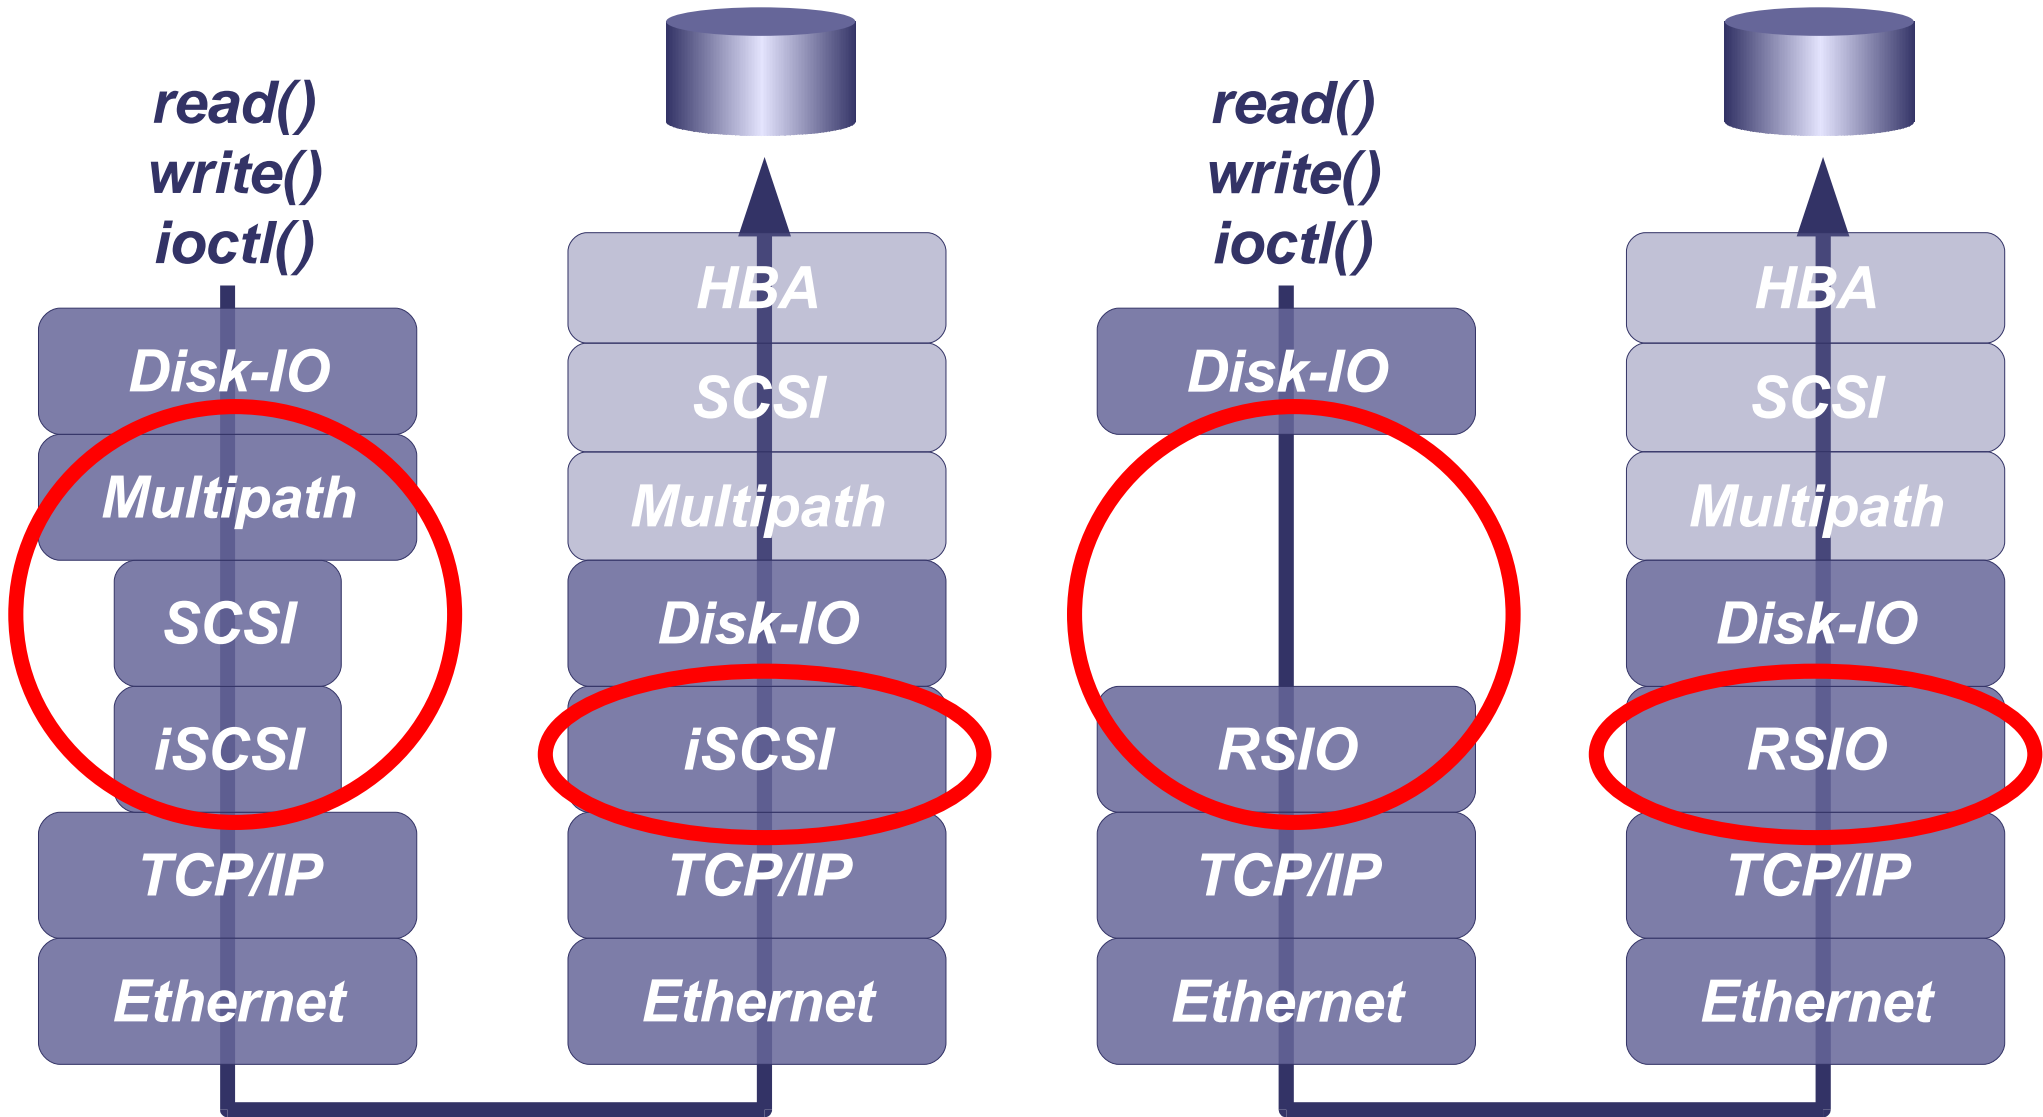 read()
write()
ioctl()
Disk-IO
Multipath
SCSI
iSCSI
TCP/IP
Ethernet
HBA
SCSI
Multipath
Disk-IO
iSCSI
TCP/IP
Ethernet
read()
write()
ioctl()
Disk-IO
RSIO
TCP/IP
Ethernet
HBA
SCSI
Multipath
Disk-IO
RSIO
TCP/IP
Ethernet